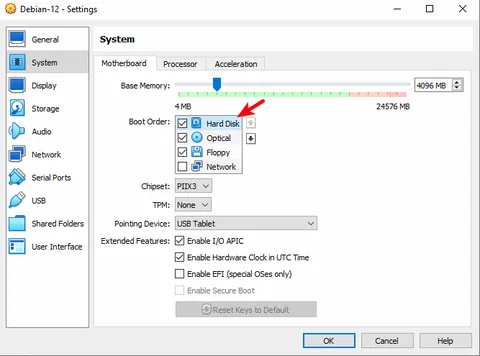 Debian-12 - Settings
General
System
Display
Storage
Audio
Network
Serial Ports
USB
Shared Folders
User Interface
System
Motherboard Processor Acceleration
Base Memory: 4096 MB
4 MB 24576 MB
Boot Order: Hard Disk
Optical
Floppy
Network
Chipset: PIIX3
TPM: None
Pointing Device: USB Tablet
Extended Features: Enable I/O APIC
Enable Hardware Clock in UTC Time
Enable EFI (special OSes only)
Enable Secure Boot
Reset Keys to Default
OK Cancel Help